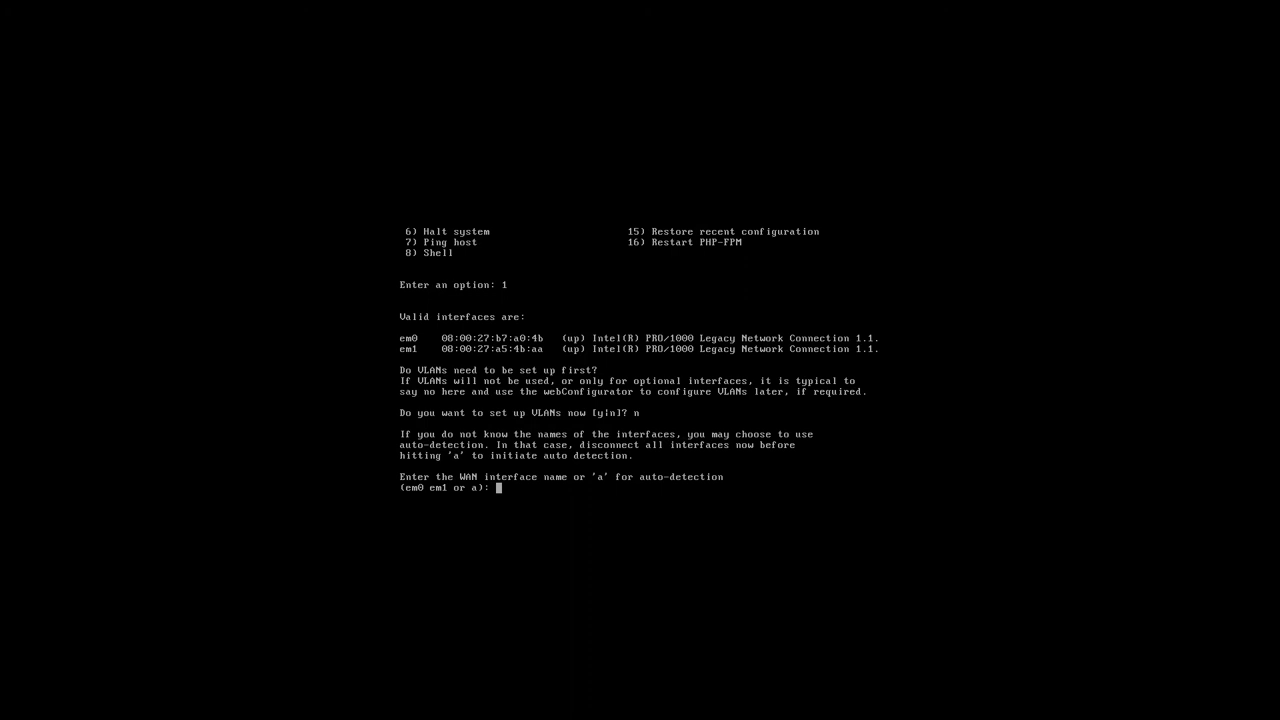 6) Halt system 15) Restore recent configuration
7) Ping host 16) Restart PHP-FPM
8) Shell
Enter an option: 1
Valid interfaces are:
em0 08:00:27:b7:a0:4b (up) Intel(R) PRO/1000 Legacy Network Connection 1.1.
em1 08:00:27:a5:4b:aa (up) Intel(R) PRO/1000 Legacy Network Connection 1.1.
Do VLANs need to be set up first?
If VLANs will not be used, or only for optional interfaces, it is typical to
say no here and use the webConfigurator to configure VLANs later, if required.
Do you want to set up VLANs now [y|n]? n
If you do not know the names of the interfaces, you may choose to use
auto-detection. In that case, disconnect all interfaces now before
hitting 'a' to initiate auto detection.
Enter the WAN interface name or 'a' for auto-detection
(em0 em1 or a):